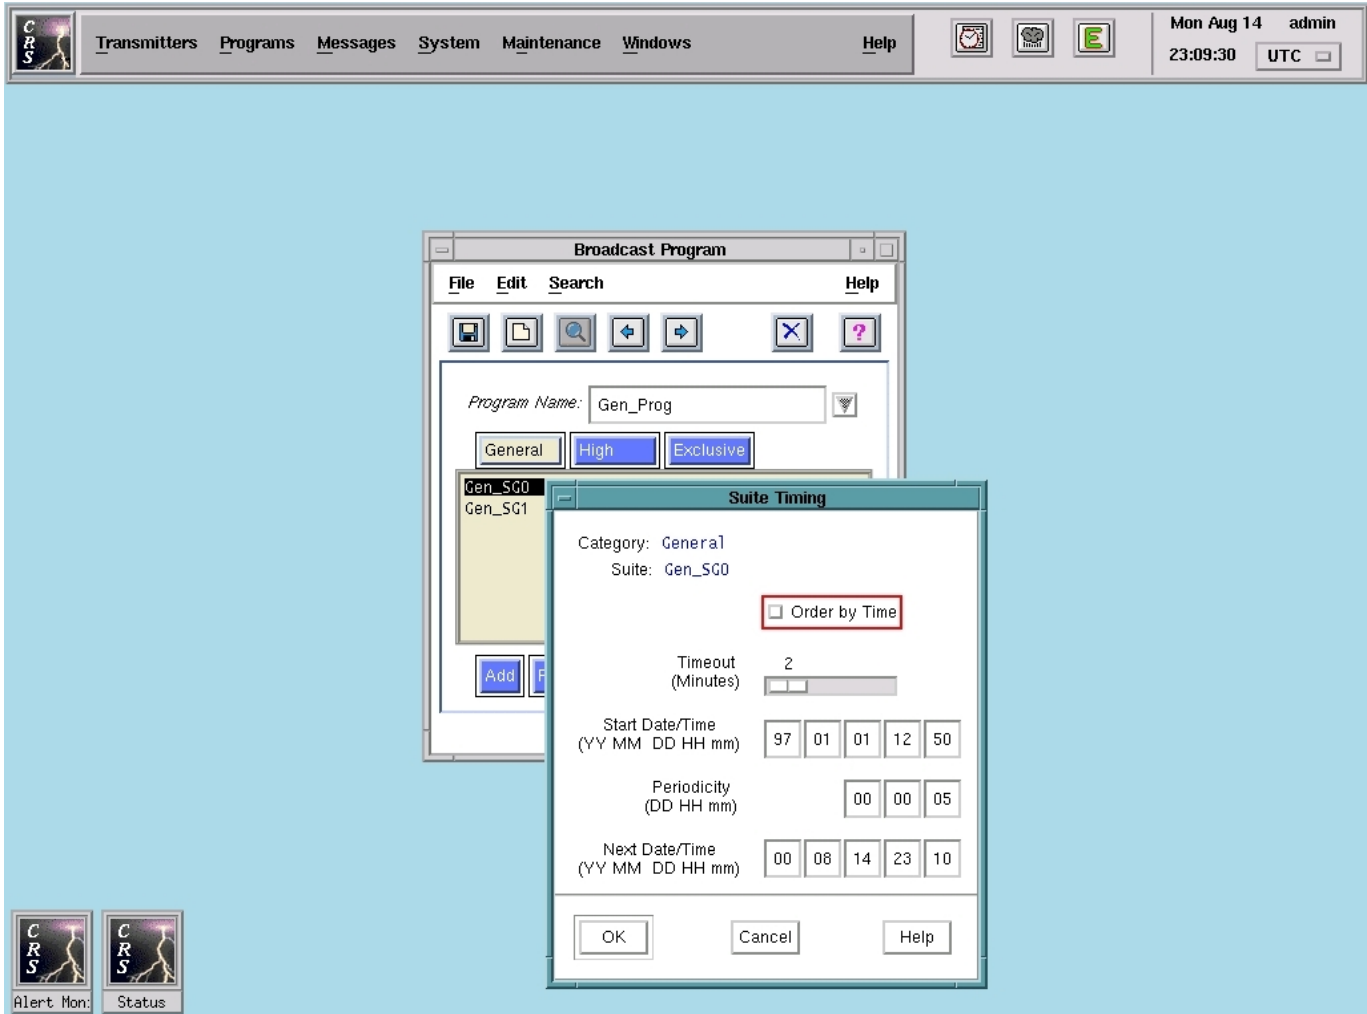 CRS
Transmitters Programs Messages System Maintenance Windows Help
E
Mon Aug 14 admin
23:09:30 UTC
Broadcast Program
File Edit Search Help
?
Program Name: Gen_Prog
General High Exclusive
Gen_SG0
Gen_SG1
Add
Suite Timing
Category: General
Suite: Gen_SG0
Order by Time
Timeout 2
(Minutes)
Start Date/Time
(YY MM DD HH mm) 97 01 01 12 50
Periodicity
(DD HH mm) 00 00 05
Next Date/Time
(YY MM DD HH mm) 00 08 14 23 10
OK Cancel Help
CRS
Alert Mon:
CRS
Status